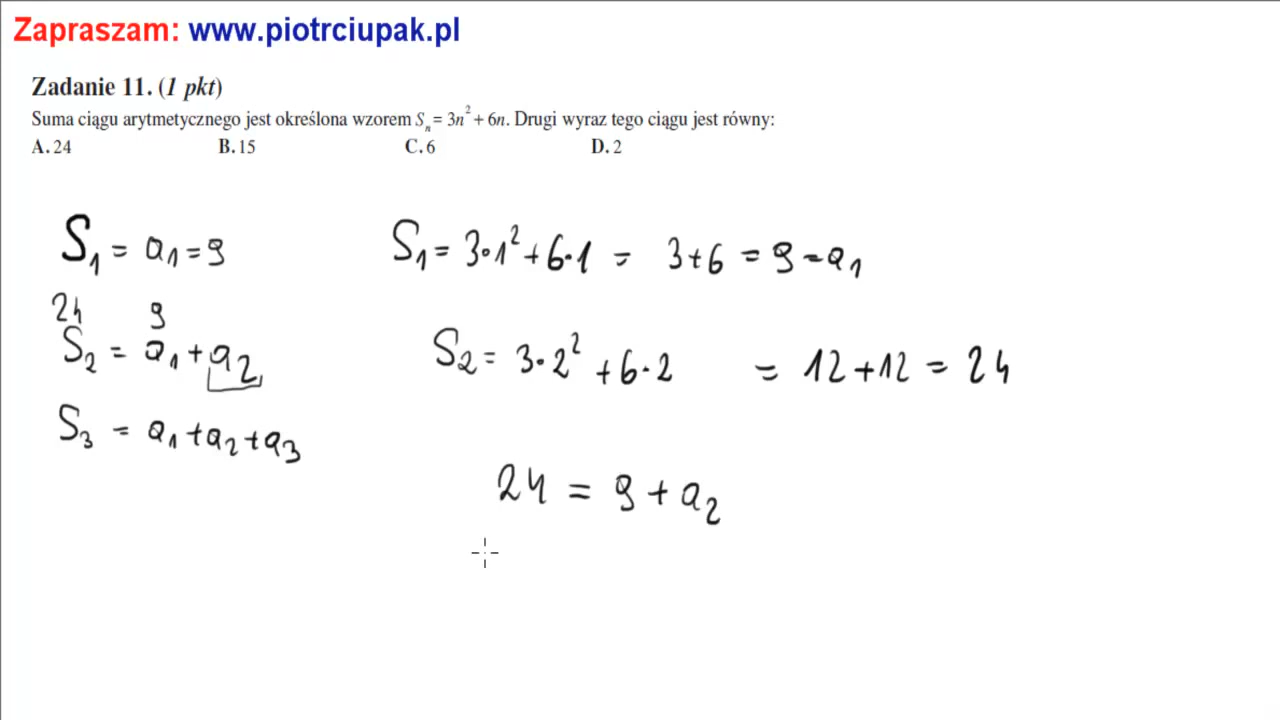 Zapraszam: www.piotrciupak.pl
Zadanie 11. (1 pkt)
Suma ciągu arytmetycznego jest określona wzorem Sₙ= 3n² + 6n. Drugi wyraz tego ciągu jest równy:
A. 24 B. 15 C. 6 D. 2
S₁ = a₁ = 9 S₁ = 3·1² + 6·1 = 3+6 = 9 = a₁
24 9
S₂ = a₁ + a₂ S₂ = 3·2² + 6·2 = 12+12 = 24
S₃ = a₁ + a₂ + a₃
24 = 9 + a₂